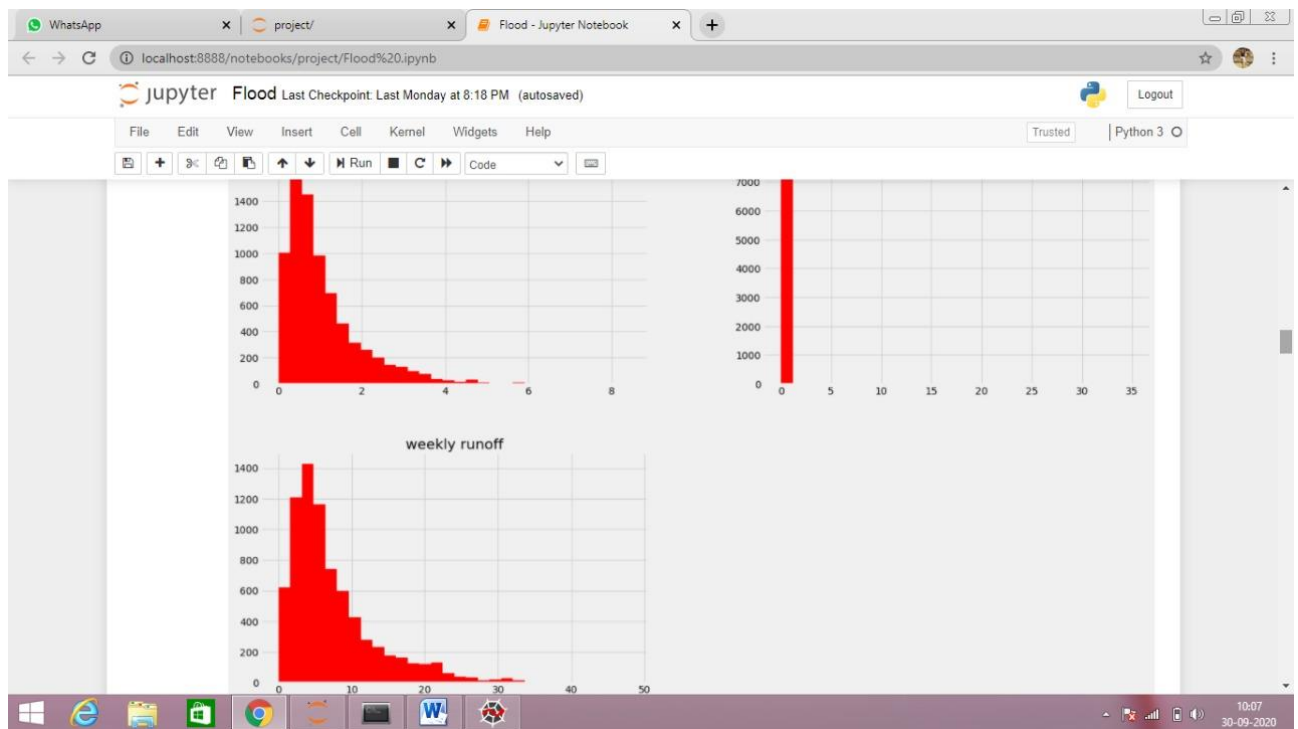 WhatsApp
project/
Flood - Jupyter Notebook
localhost:8888/notebooks/project/Flood%20.ipynb
jupyter Flood Last Checkpoint: Last Monday at 8:18 PM (autosaved)
Logout
File Edit View Insert Cell Kernel Widgets Help
Trusted
Python 3
Run
Code
1400
1200
1000
800
600
400
200
0
0 2 4 6 8
7000
6000
5000
4000
3000
2000
1000
0
0 5 10 15 20 25 30 35
weekly runoff
1400
1200
1000
800
600
400
200
0
0 10 20 30 40 50
W
10:07
30-09-2020